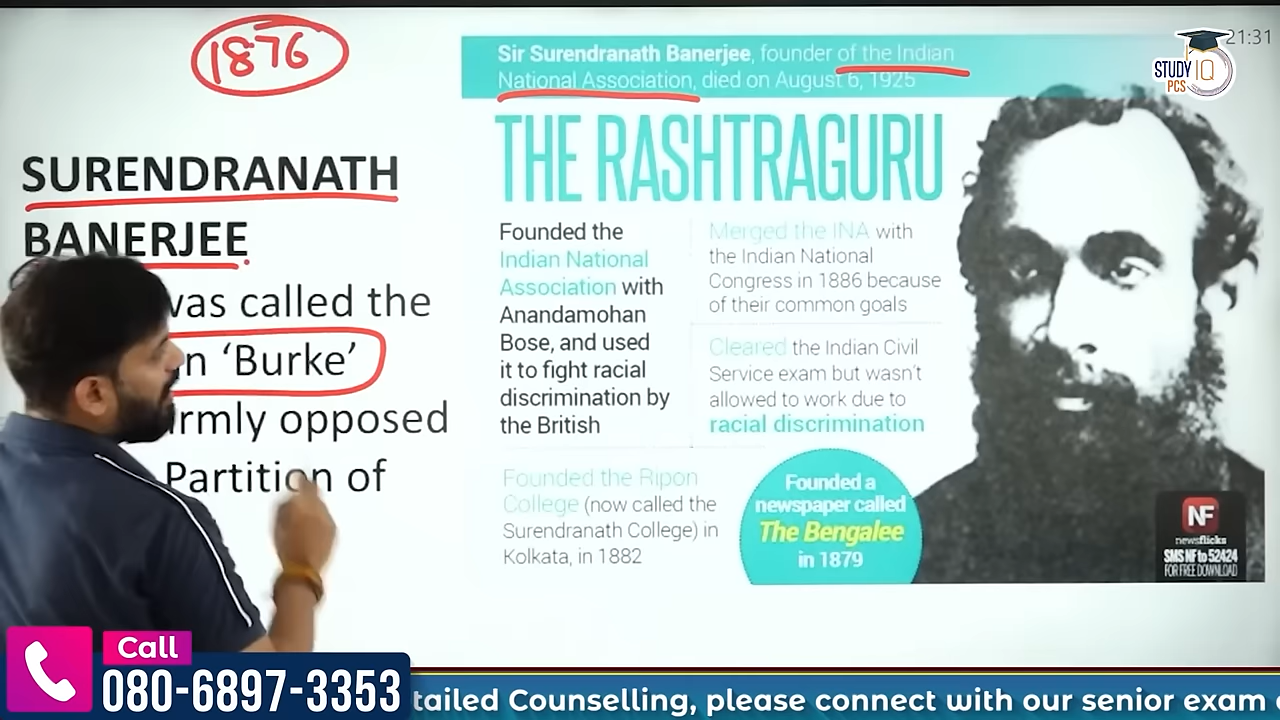 1876
21:31
STUDY IQ
PCS
SURENDRANATH
BANERJEE
was called the
‘Burke’
opposed
Partition of
Sir Surendranath Banerjee, founder of the Indian
National Association, died on August 6, 1925
THE RASHTRAGURU
Founded the
Indian National
Association with
Anandamohan
Bose, and used
it to fight racial
discrimination by
the British
Merged the INA with
the Indian National
Congress in 1886 because
of their common goals
Cleared the Indian Civil
Service exam but wasn’t
allowed to work due to
racial discrimination
Founded the Ripon
College (now called the
Surendranath College) in
Kolkata, in 1882
Founded a
newspaper called
The Bengalee
in 1879
NF
newsflicks
SMS NF to 52424
FOR FREE DOWNLOAD
Call
080-6897-3353
tailed Counselling, please connect with our senior exam